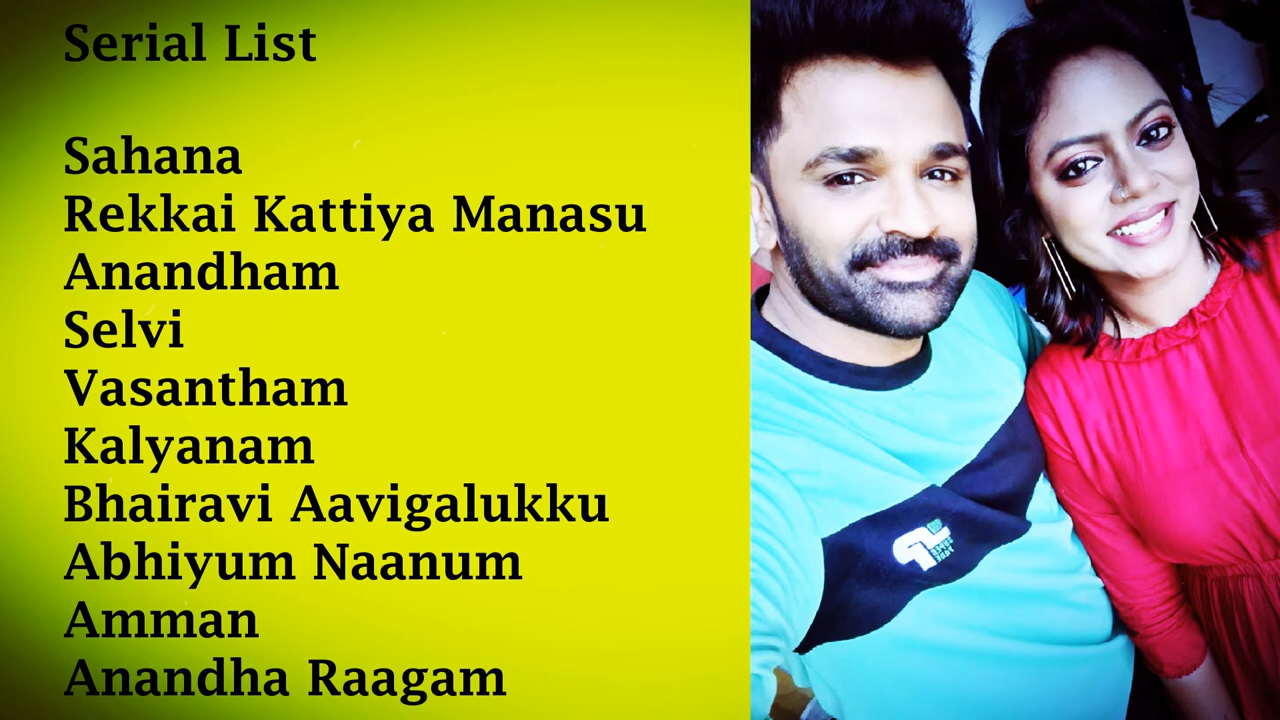 Serial List
Sahana
Rekkai Kattiya Manasu
Anandham
Selvi
Vasantham
Kalyanam
Bhairavi Aavigalukku
Abhiyum Naanum
Amman
Anandha Raagam